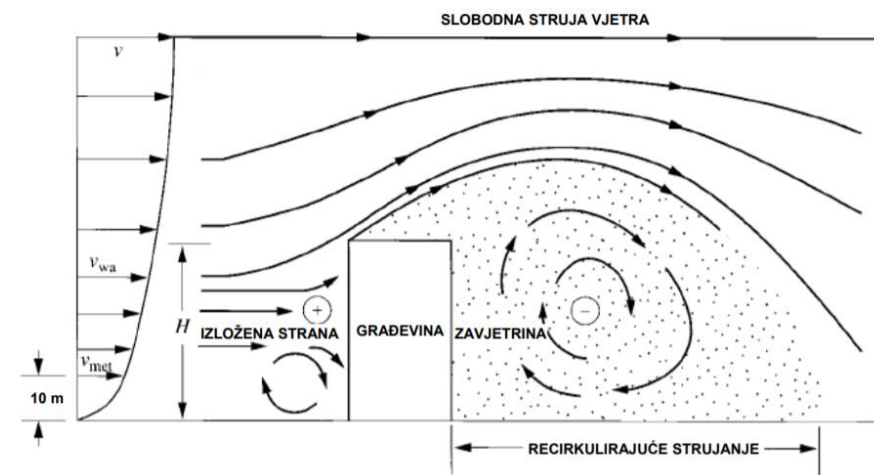 SLOBODNA STRUJA VJETRA
v
v_wa
H
+
IZLOŽENA STRANA
GRAĐEVINA
ZAVJETRINA
−
v_met
10 m
RECIRKULIRAJUĆE STRUJANJE